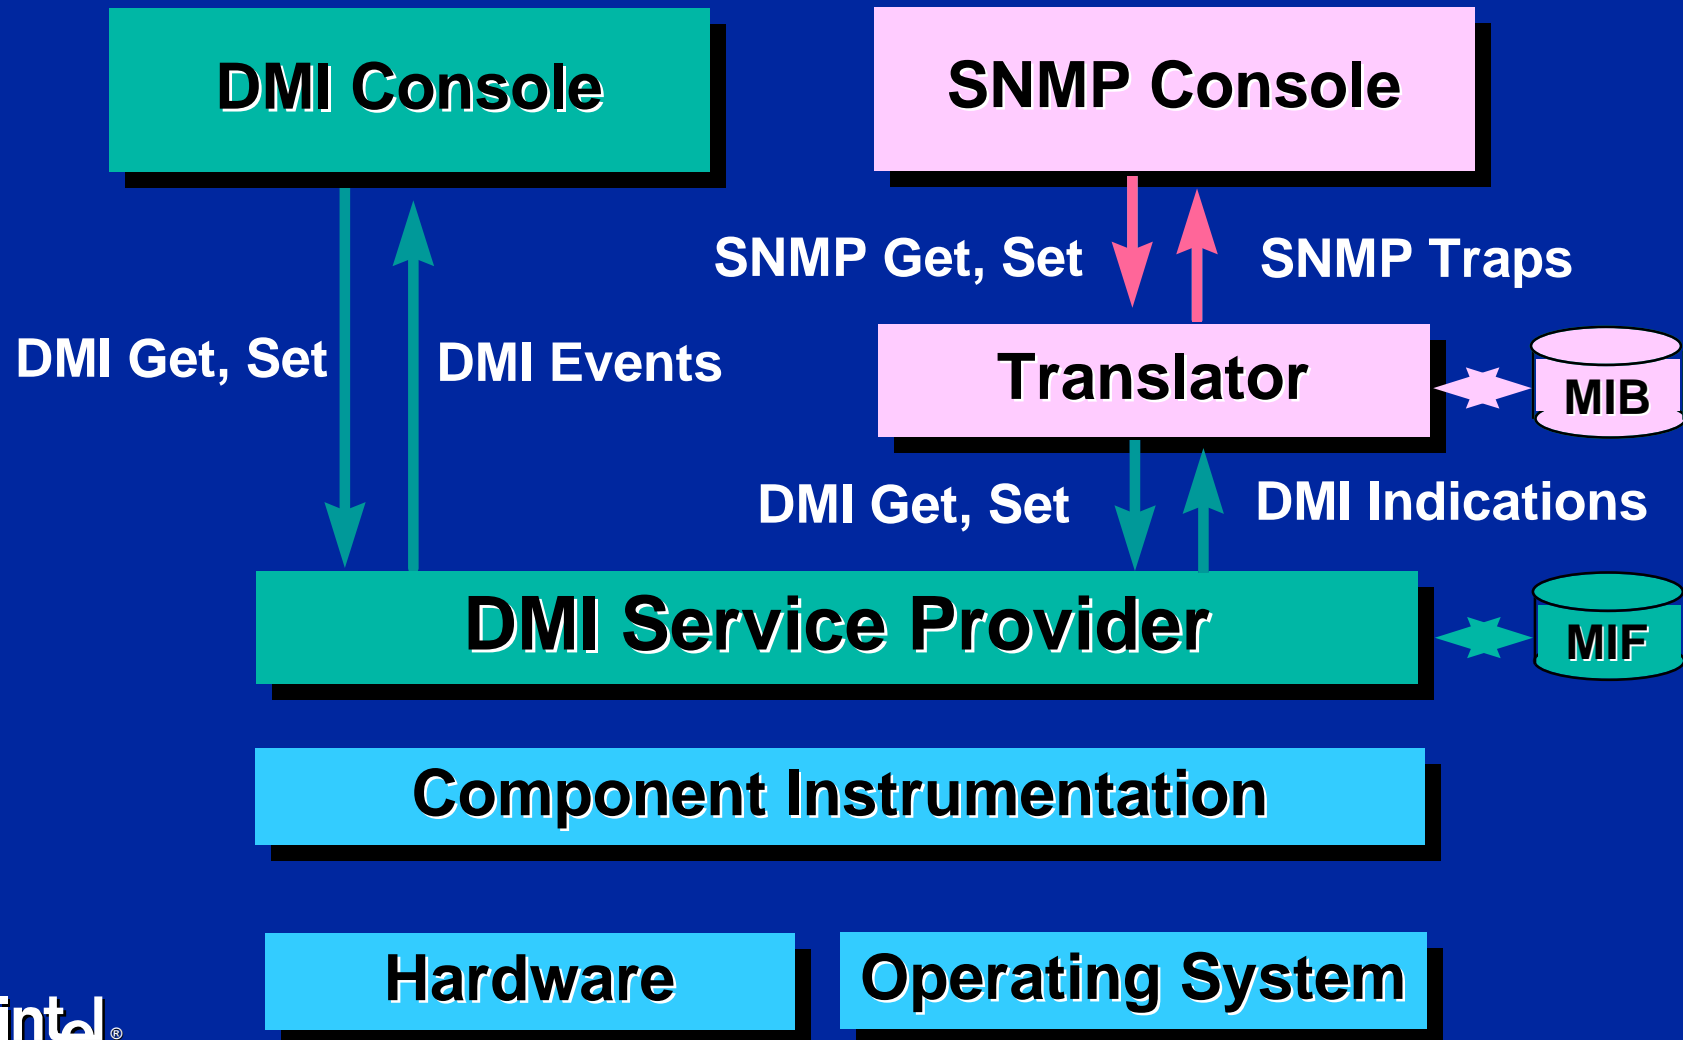 DMI Console
SNMP Console
SNMP Get, Set
SNMP Traps
DMI Get, Set
DMI Events
Translator
MIB
DMI Get, Set
DMI Indications
DMI Service Provider
MIF
Component Instrumentation
Hardware
Operating System
intel®